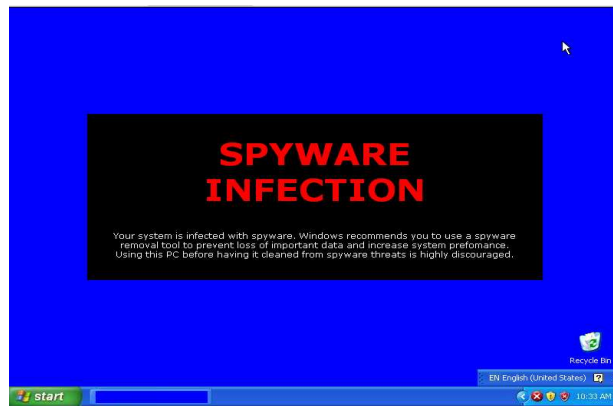 SPYWARE
INFECTION
Your system is infected with spyware. Windows recommends you to use a spyware
removal tool to prevent loss of important data and increase system prefomance.
Using this PC before having it cleaned from spyware threats is highly discouraged.
Recycle Bin
EN English (United States)
start
10:33 AM